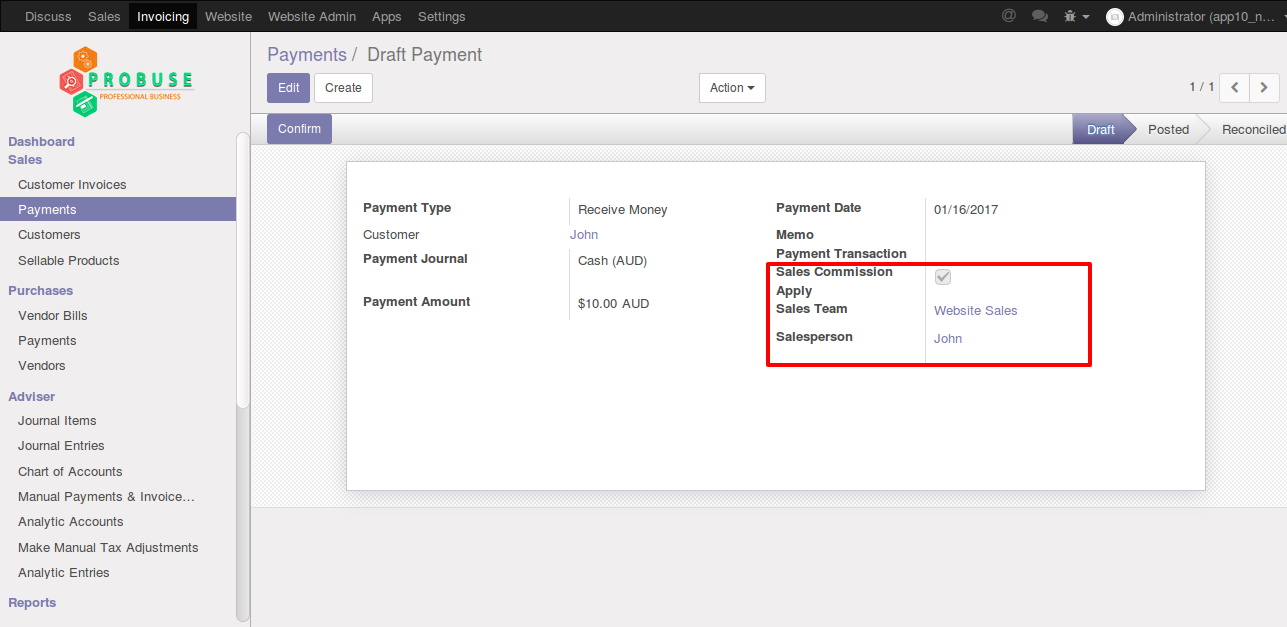 Discuss Sales Invoicing Website Website Admin Apps Settings @ Administrator (app10_n...
PROBUSE
PROFESSIONAL BUSINESS
Payments / Draft Payment
Edit Create Action 1 / 1
Confirm Draft Posted Reconciled
Dashboard
Sales
Customer Invoices
Payments
Customers
Sellable Products
Purchases
Vendor Bills
Payments
Vendors
Adviser
Journal Items
Journal Entries
Chart of Accounts
Manual Payments & Invoice...
Analytic Accounts
Make Manual Tax Adjustments
Analytic Entries
Reports
Payment Type Receive Money
Customer John
Payment Journal Cash (AUD)
Payment Amount $10.00 AUD
Payment Date 01/16/2017
Memo
Payment Transaction
Sales Commission
Apply
Sales Team Website Sales
Salesperson John